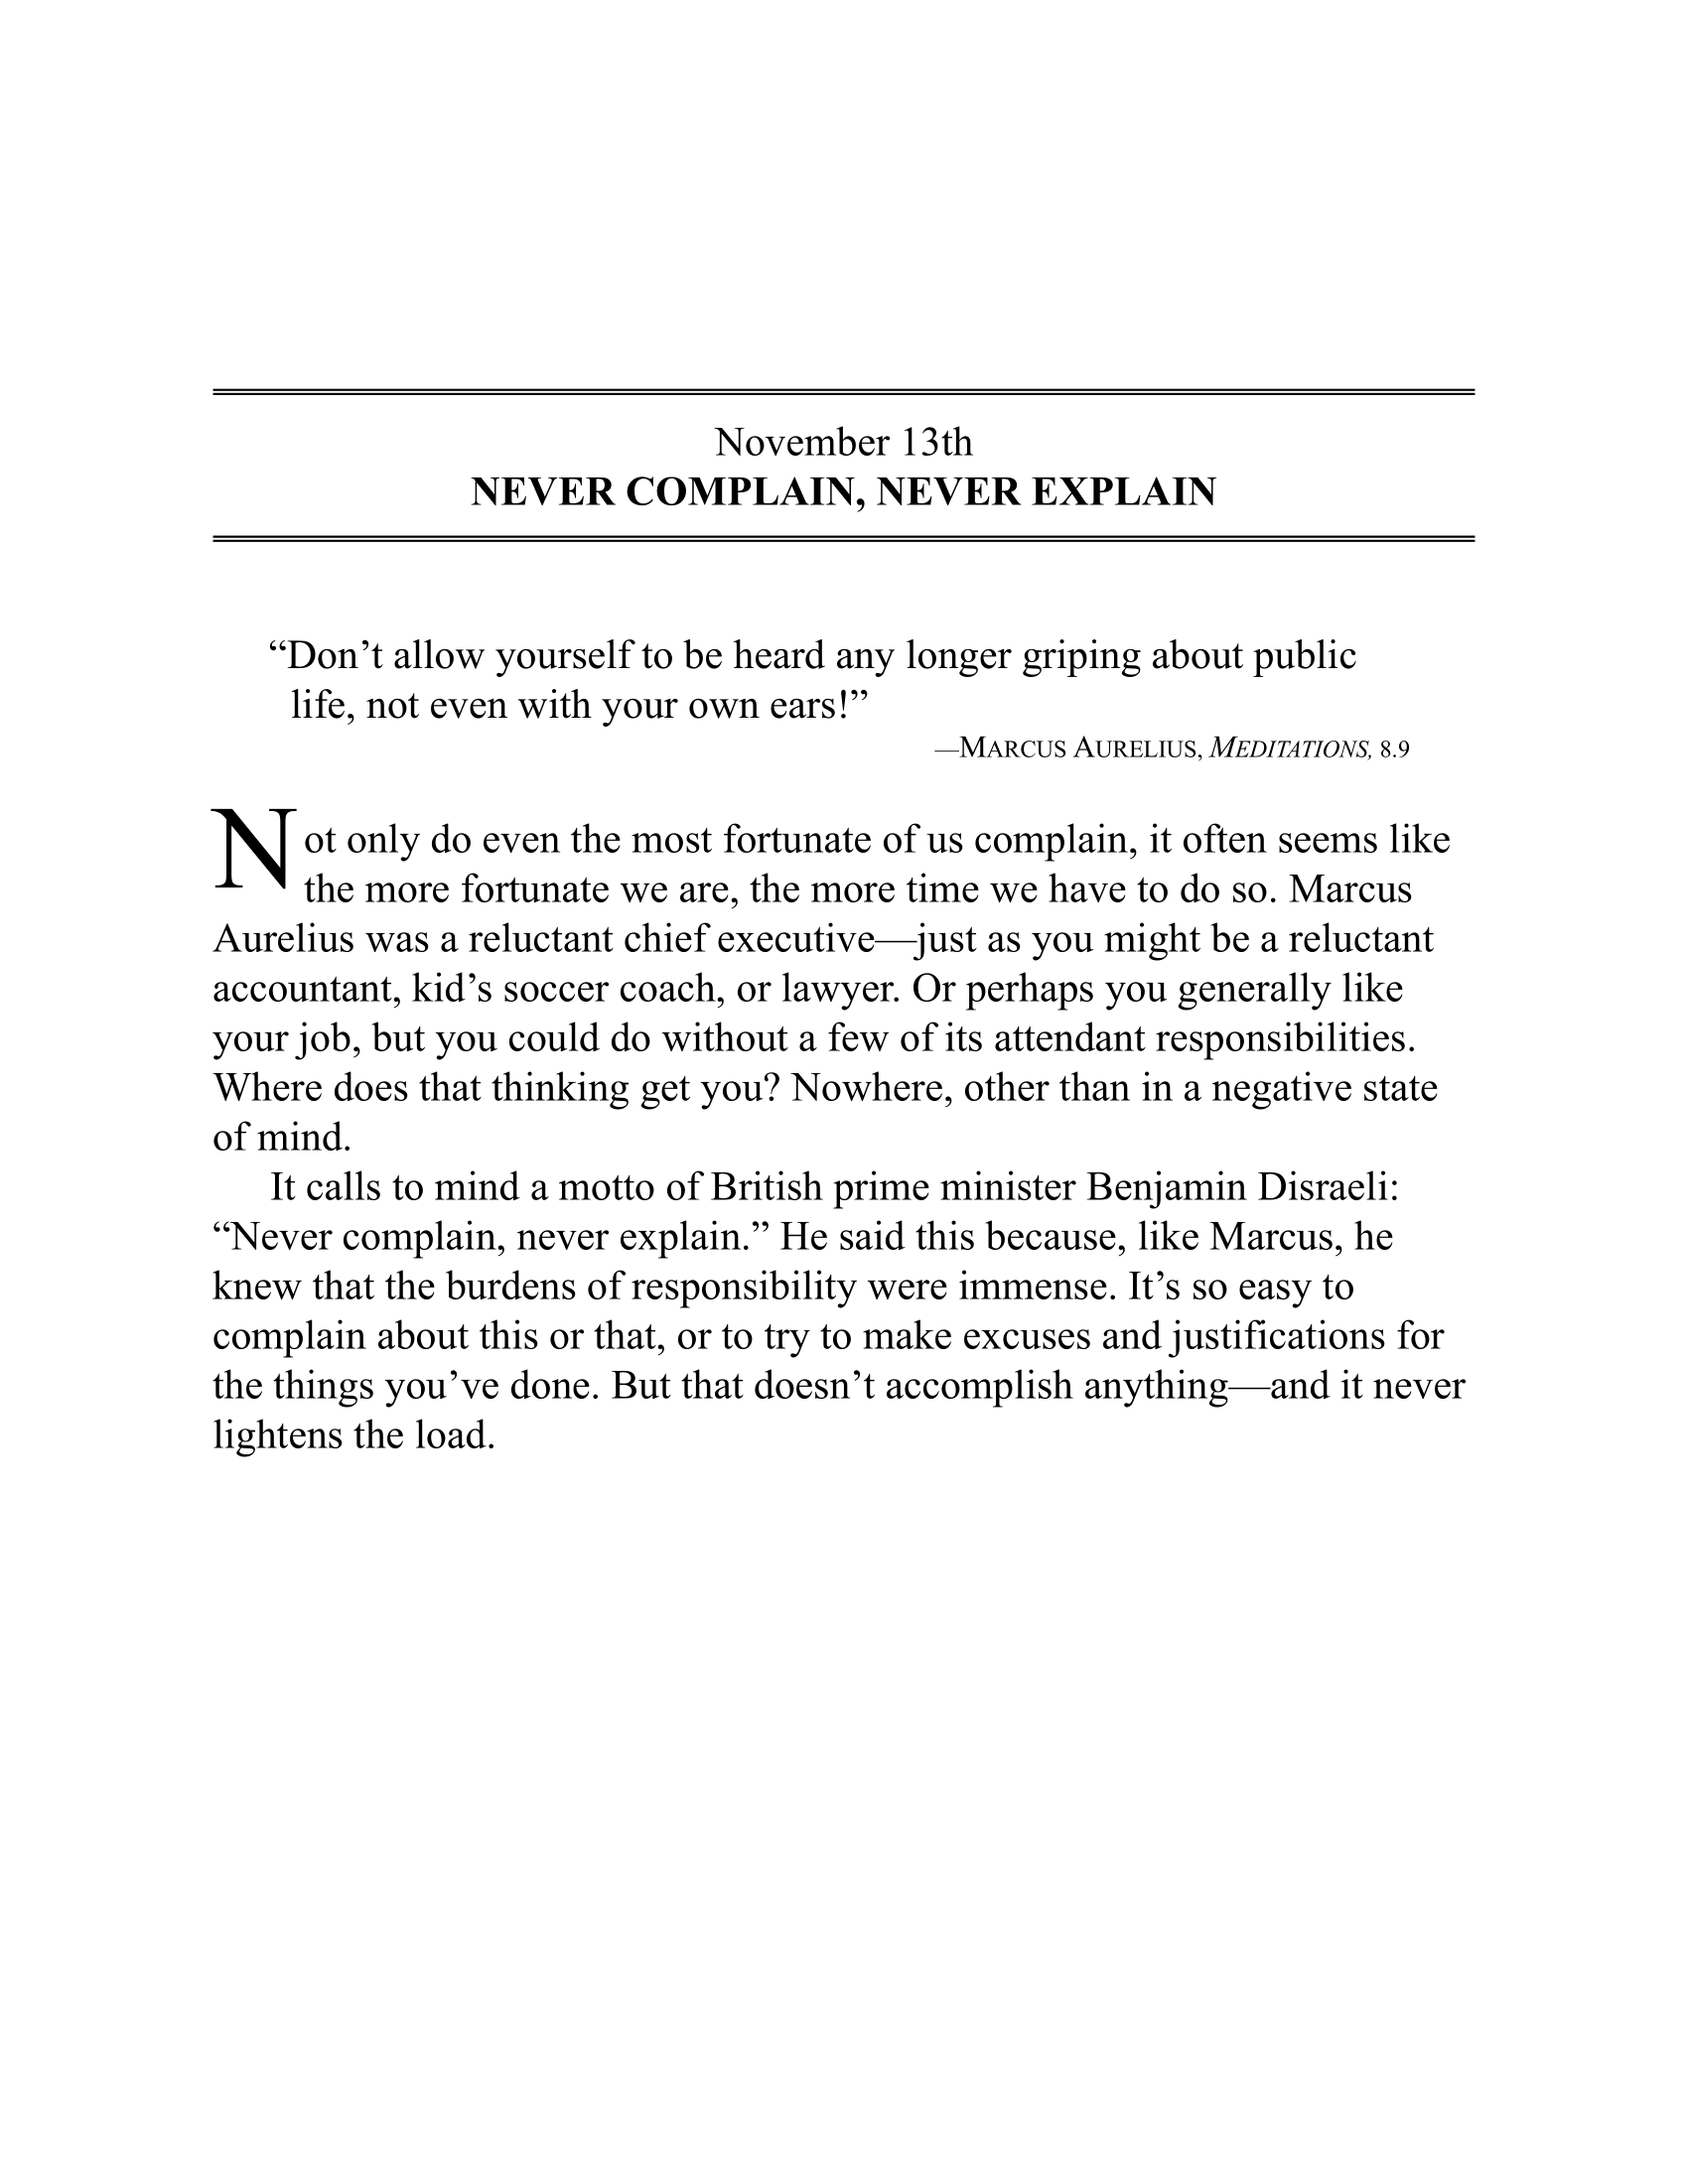 November 13th
NEVER COMPLAIN, NEVER EXPLAIN
“Don’t allow yourself to be heard any longer griping about public
life, not even with your own ears!”
—MARCUS AURELIUS, MEDITATIONS, 8.9
Not only do even the most fortunate of us complain, it often seems like
the more fortunate we are, the more time we have to do so. Marcus
Aurelius was a reluctant chief executive—just as you might be a reluctant
accountant, kid’s soccer coach, or lawyer. Or perhaps you generally like
your job, but you could do without a few of its attendant responsibilities.
Where does that thinking get you? Nowhere, other than in a negative state
of mind.
It calls to mind a motto of British prime minister Benjamin Disraeli:
“Never complain, never explain.” He said this because, like Marcus, he
knew that the burdens of responsibility were immense. It’s so easy to
complain about this or that, or to try to make excuses and justifications for
the things you’ve done. But that doesn’t accomplish anything—and it never
lightens the load.